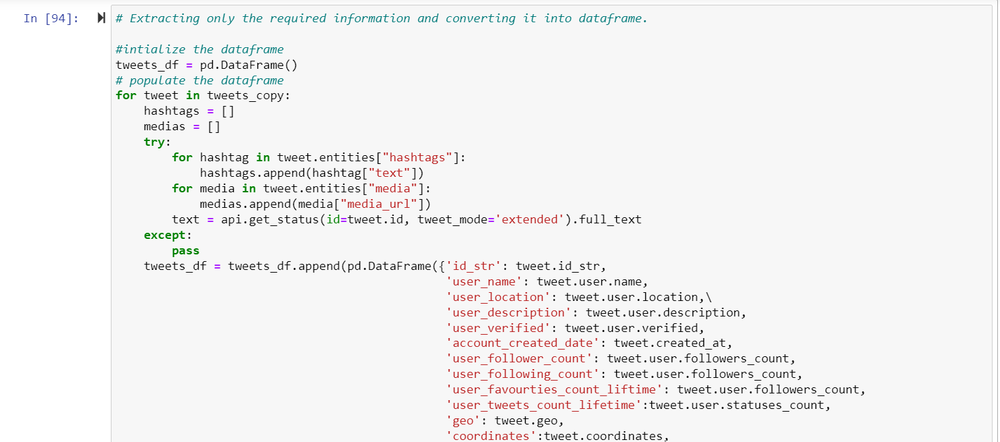 In [94]: # Extracting only the required information and converting it into dataframe.
#intialize the dataframe
tweets_df = pd.DataFrame()
# populate the dataframe
for tweet in tweets_copy:
    hashtags = []
    medias = []
    try:
        for hashtag in tweet.entities["hashtags"]:
            hashtags.append(hashtag["text"])
        for media in tweet.entities["media"]:
            medias.append(media["media_url"])
        text = api.get_status(id=tweet.id, tweet_mode='extended').full_text
    except:
        pass
    tweets_df = tweets_df.append(pd.DataFrame({'id_str': tweet.id_str,
                                               'user_name': tweet.user.name,
                                               'user_location': tweet.user.location,\
                                               'user_description': tweet.user.description,
                                               'user_verified': tweet.user.verified,
                                               'account_created_date': tweet.created_at,
                                               'user_follower_count': tweet.user.followers_count,
                                               'user_following_count': tweet.user.followers_count,
                                               'user_favourties_count_liftime': tweet.user.followers_count,
                                               'user_tweets_count_lifetime':tweet.user.statuses_count,
                                               'geo': tweet.geo,
                                               'coordinates':tweet.coordinates,